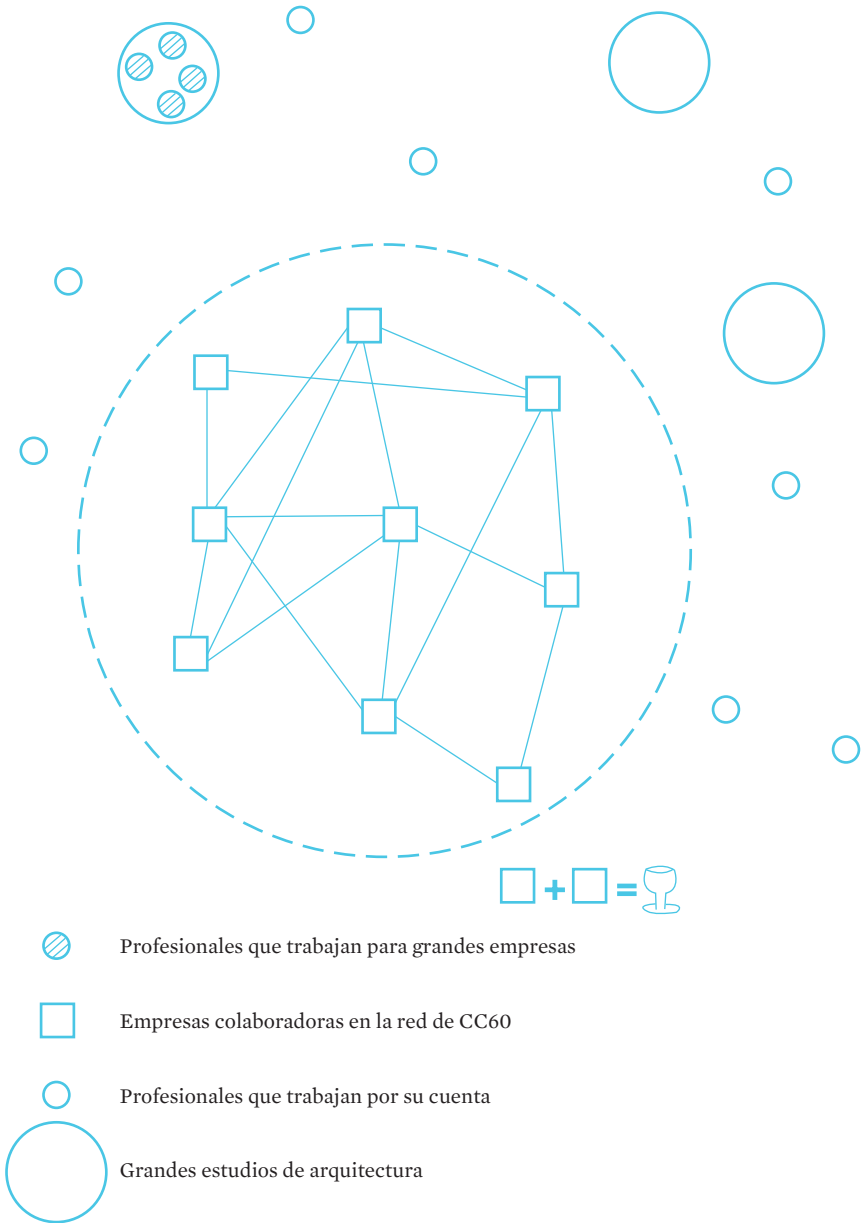 + =
Profesionales que trabajan para grandes empresas
Empresas colaboradoras en la red de CC60
Profesionales que trabajan por su cuenta
Grandes estudios de arquitectura